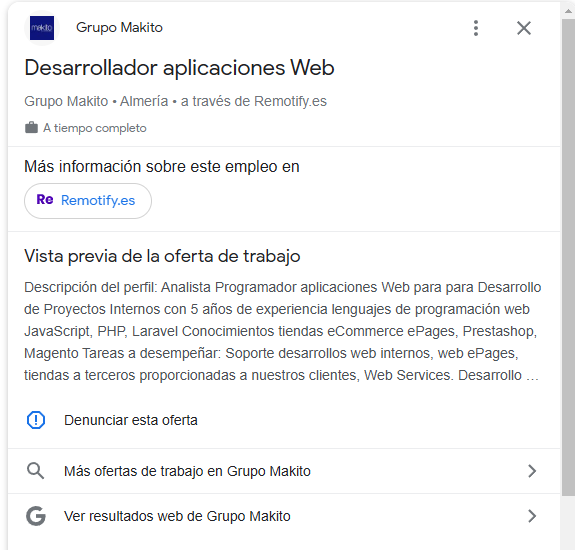 makito
Grupo Makito
Desarrollador aplicaciones Web
Grupo Makito • Almería • a través de Remotify.es
A tiempo completo
Más información sobre este empleo en
Re Remotify.es
Vista previa de la oferta de trabajo
Descripción del perfil: Analista Programador aplicaciones Web para para Desarrollo
de Proyectos Internos con 5 años de experiencia lenguajes de programación web
JavaScript, PHP, Laravel Conocimientos tiendas eCommerce ePages, Prestashop,
Magento Tareas a desempeñar: Soporte desarrollos web internos, web ePages,
tiendas a terceros proporcionadas a nuestros clientes, Web Services. Desarrollo ...
Denunciar esta oferta
Más ofertas de trabajo en Grupo Makito
G Ver resultados web de Grupo Makito